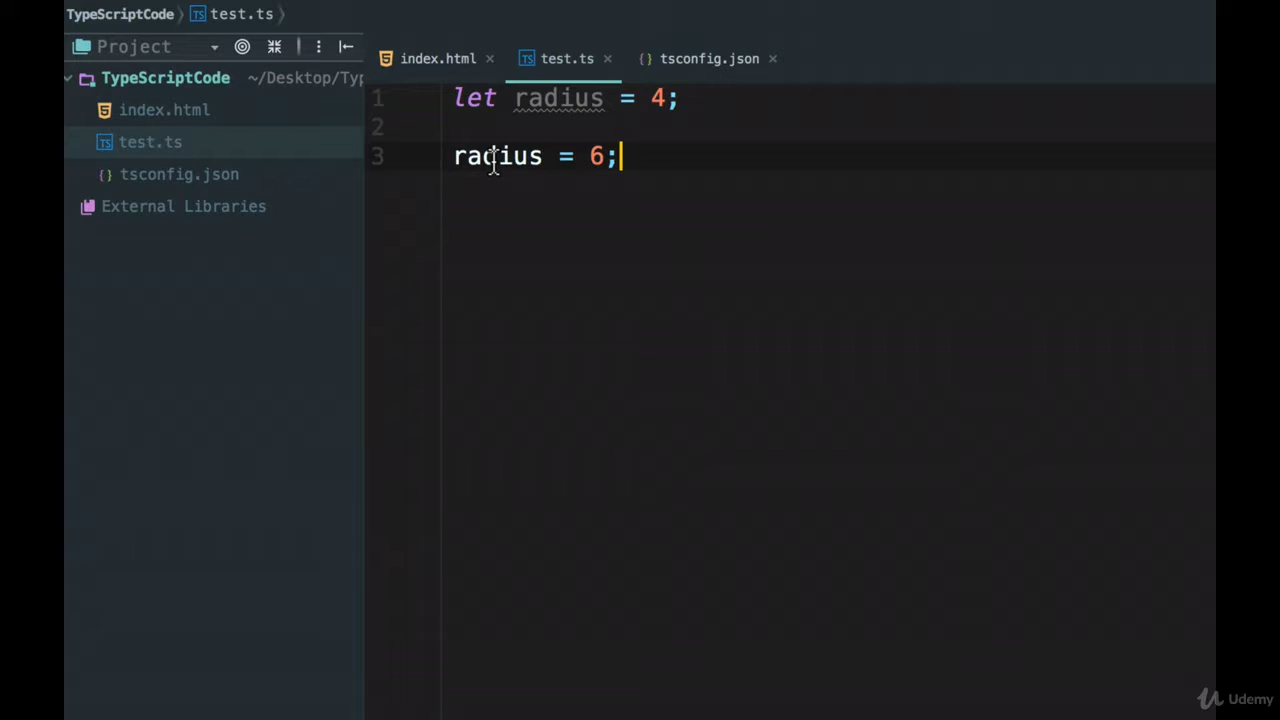 TypeScriptCode test.ts
Project
index.html test.ts tsconfig.json
TypeScriptCode ~/Desktop/Typ
index.html
test.ts
tsconfig.json
External Libraries
1 let radius = 4;
2
3 radius = 6;
Udemy